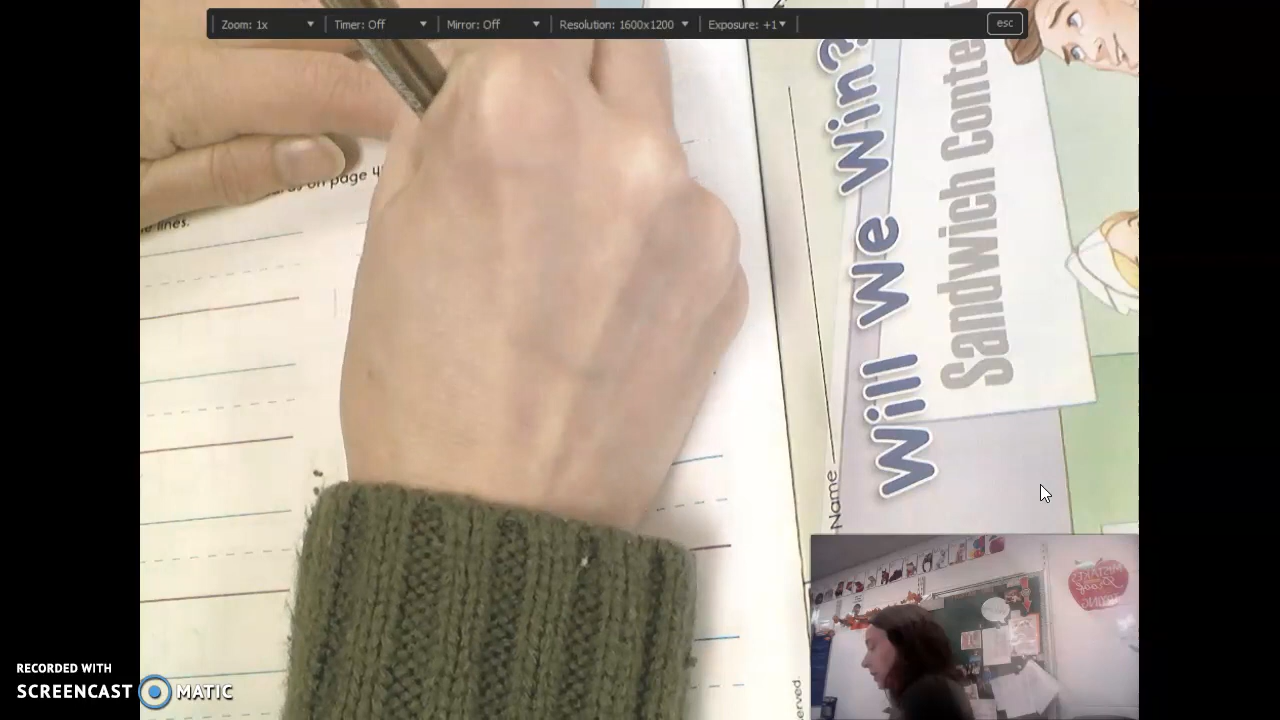 Zoom: 1x Timer: Off Mirror: Off Resolution: 1600x1200 Exposure: +1 esc
on page
lines.
Will We Win?
Sandwich
Name
RECORDED WITH
SCREENCAST MATIC